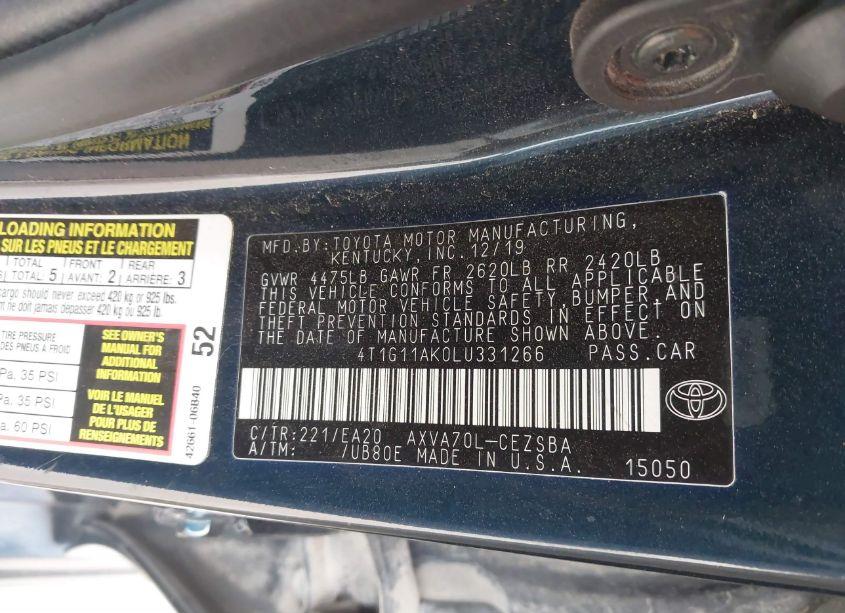 LOADING INFORMATION
SUR LES PNEUS ET LE CHARGEMENT
TOTAL FRONT REAR
TOTAL: 5 AVANT: 2 ARRIÈRE: 3
cargo should never exceed 420 kg or 925 lbs.
ne doit jamais dépasser 420 kg ou 925 lb.
TIRE PRESSURE
DES PNEUS À FROID
35 PSI
35 PSI
60 PSI
SEE OWNER'S
MANUAL FOR
ADDITIONAL
INFORMATION
VOIR LE MANUEL
DE L'USAGER
POUR PLUS DE
RENSEIGNEMENTS
52
42661-06B40
MFD.BY:TOYOTA MOTOR MANUFACTURING,
KENTUCKY, INC.12/19
GVWR 4475LB GAWR FR 2620LB RR 2420LB
THIS VEHICLE CONFORMS TO ALL APPLICABLE
FEDERAL MOTOR VEHICLE SAFETY, BUMPER, AND
THEFT PREVENTION STANDARDS IN EFFECT ON
THE DATE OF MANUFACTURE SHOWN ABOVE.
4T1G11AK0LU331266 PASS.CAR
C/TR:221/EA20 AXVA70L-CEZSBA
A/TM: /UB80E MADE IN U.S.A. 15050